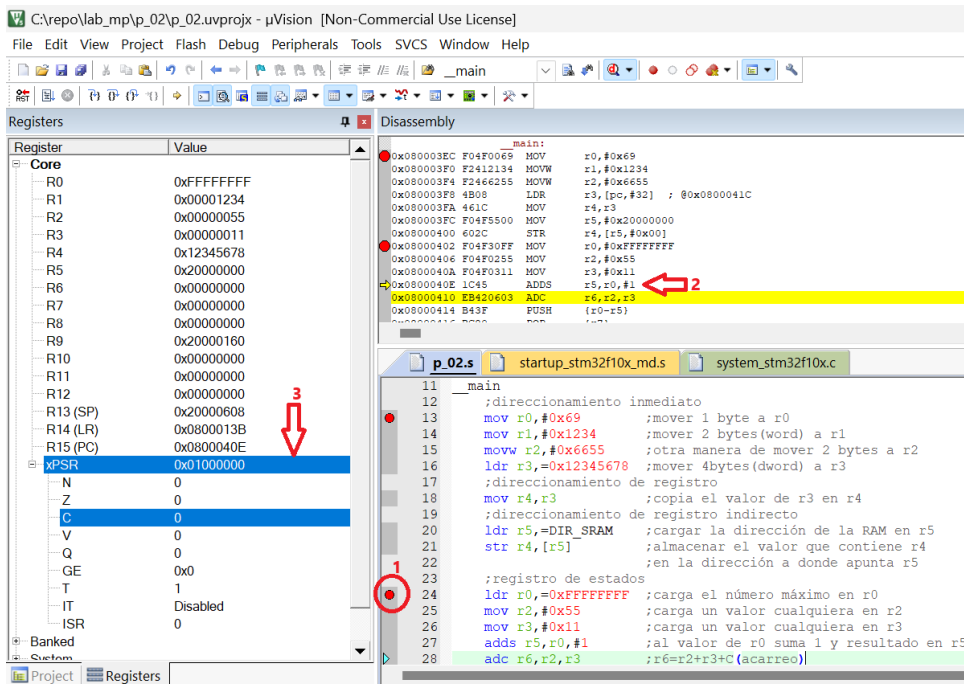 C:\repo\lab_mp\p_02\p_02.uvprojx - µVision [Non-Commercial Use License]
File Edit View Project Flash Debug Peripherals Tools SVCS Window Help
__main
RST
Registers
Register Value
Core
R0 0xFFFFFFFF
R1 0x00001234
R2 0x00000055
R3 0x00000011
R4 0x12345678
R5 0x20000000
R6 0x00000000
R7 0x00000000
R8 0x00000000
R9 0x20000160
R10 0x00000000
R11 0x00000000
R12 0x00000000
R13 (SP) 0x20000608
R14 (LR) 0x0800013B
R15 (PC) 0x0800040E
xPSR 0x01000000
N 0
Z 0
C 0
V 0
Q 0
GE 0x0
T 1
IT Disabled
ISR 0
Banked
System
3
Project Registers
Disassembly
__main:
0x080003EC F04F0069 MOV r0,#0x69
0x080003F0 F2412134 MOVW r1,#0x1234
0x080003F4 F2466255 MOVW r2,#0x6655
0x080003F8 4B08 LDR r3,[pc,#32] ; @0x0800041C
0x080003FA 461C MOV r4,r3
0x080003FC F04F5500 MOV r5,#0x20000000
0x08000400 602C STR r4,[r5,#0x00]
0x08000402 F04F30FF MOV r0,#0xFFFFFFFF
0x08000406 F04F0255 MOV r2,#0x55
0x0800040A F04F0311 MOV r3,#0x11
0x0800040E 1C45 ADDS r5,r0,#1
2
0x08000410 EB420603 ADC r6,r2,r3
0x08000414 B43F PUSH {r0-r5}
p_02.s startup_stm32f10x_md.s system_stm32f10x.c
11 __main
12 ;direccionamiento inmediato
13 mov r0,#0x69 ;mover 1 byte a r0
14 mov r1,#0x1234 ;mover 2 bytes(word) a r1
15 movw r2,#0x6655 ;otra manera de mover 2 bytes a r2
16 ldr r3,=0x12345678 ;mover 4bytes(dword) a r3
17 ;direccionamiento de registro
18 mov r4,r3 ;copia el valor de r3 en r4
19 ;direccionamiento de registro indirecto
20 ldr r5,=DIR_SRAM ;cargar la dirección de la RAM en r5
21 str r4,[r5] ;almacenar el valor que contiene r4
22 ;en la dirección a donde apunta r5
23 ;registro de estados
1
24 ldr r0,=0xFFFFFFFF ;carga el número máximo en r0
25 mov r2,#0x55 ;carga un valor cualquiera en r2
26 mov r3,#0x11 ;carga un valor cualquiera en r3
27 adds r5,r0,#1 ;al valor de r0 suma 1 y resultado en r5
28 adc r6,r2,r3 ;r6=r2+r3+C(acarreo)